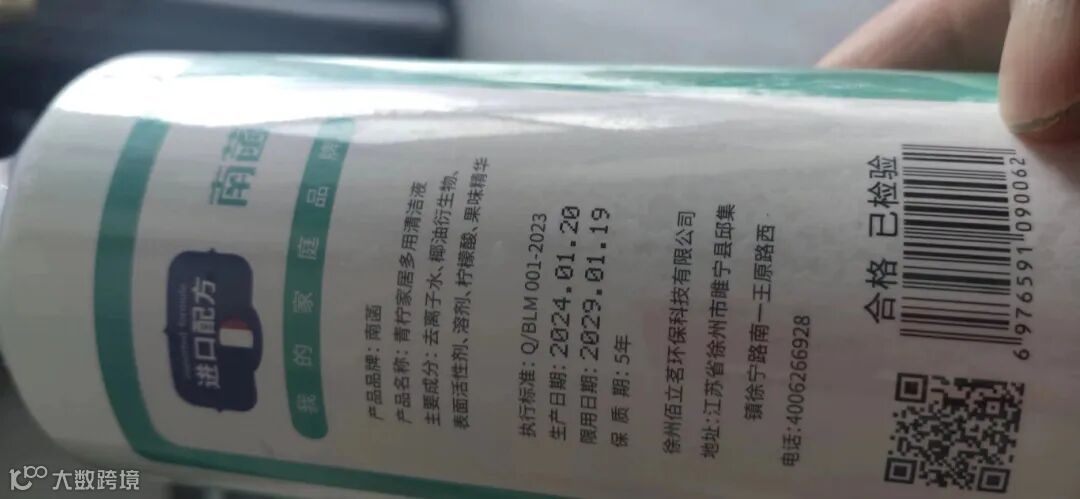 南菡
我的家庭品牌
imported formula
进口配方
产品品牌：南菡
产品名称：青柠家居多用清洁液
主要成分：去离子水、椰油衍生物、
表面活性剂、溶剂、柠檬酸、果味精华
执行标准：Q/BLM 001-2023
生产日期：2024.01.20
限用日期：2029.01.19
保 质 期：5年
徐州佰立茗环保科技有限公司
地址：江苏省徐州市睢宁县邱集
镇徐宁路南一王原路西
电话：4006266928
合格 已检验
6 976591 090062
大数跨境